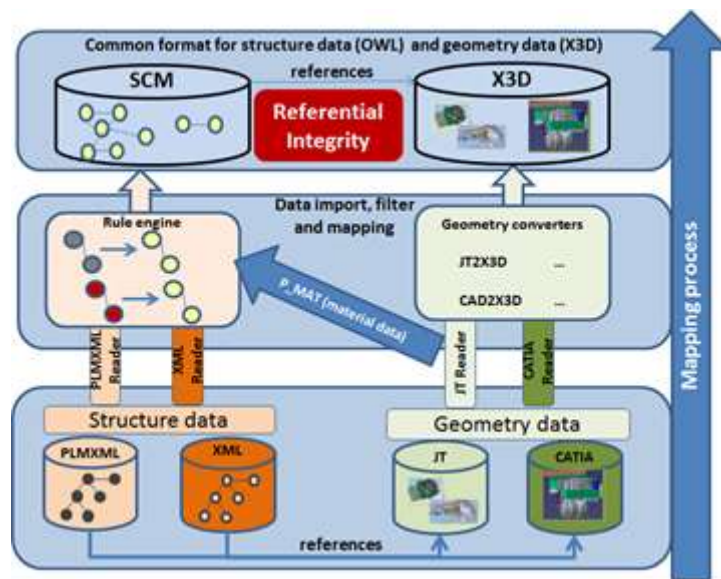 Common format for structure data (OWL) and geometry data (X3D)
SCM
references
X3D
Referential
Integrity
Data import, filter
and mapping
Rule engine
Geometry converters
JT2X3D ...
CAD2X3D ...
P_MAT (material data)
PLMXML
Reader
XML
Reader
JT Reader
CATIA
Reader
Structure data
Geometry data
PLMXML
XML
JT
CATIA
references
Mapping process